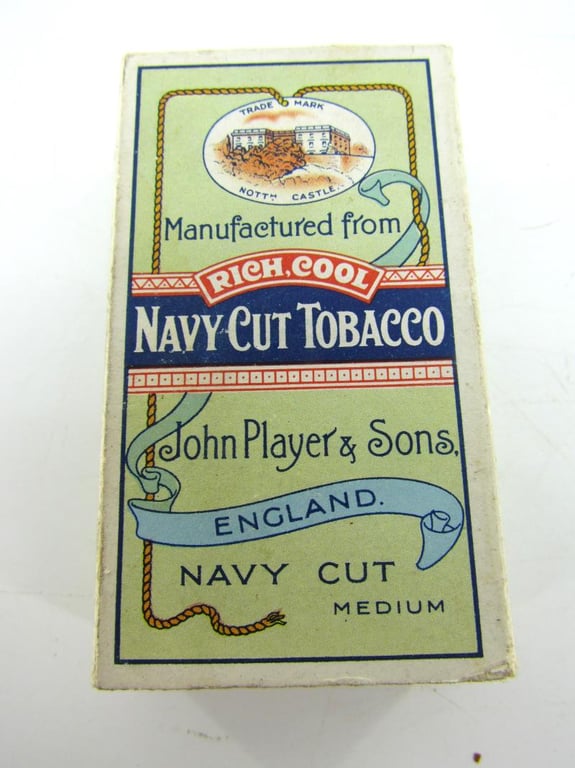 TRADE MARK
NOTTM CASTLE.
Manufactured from
RICH, COOL
NAVY CUT TOBACCO
John Player & Sons,
ENGLAND.
NAVY CUT
MEDIUM